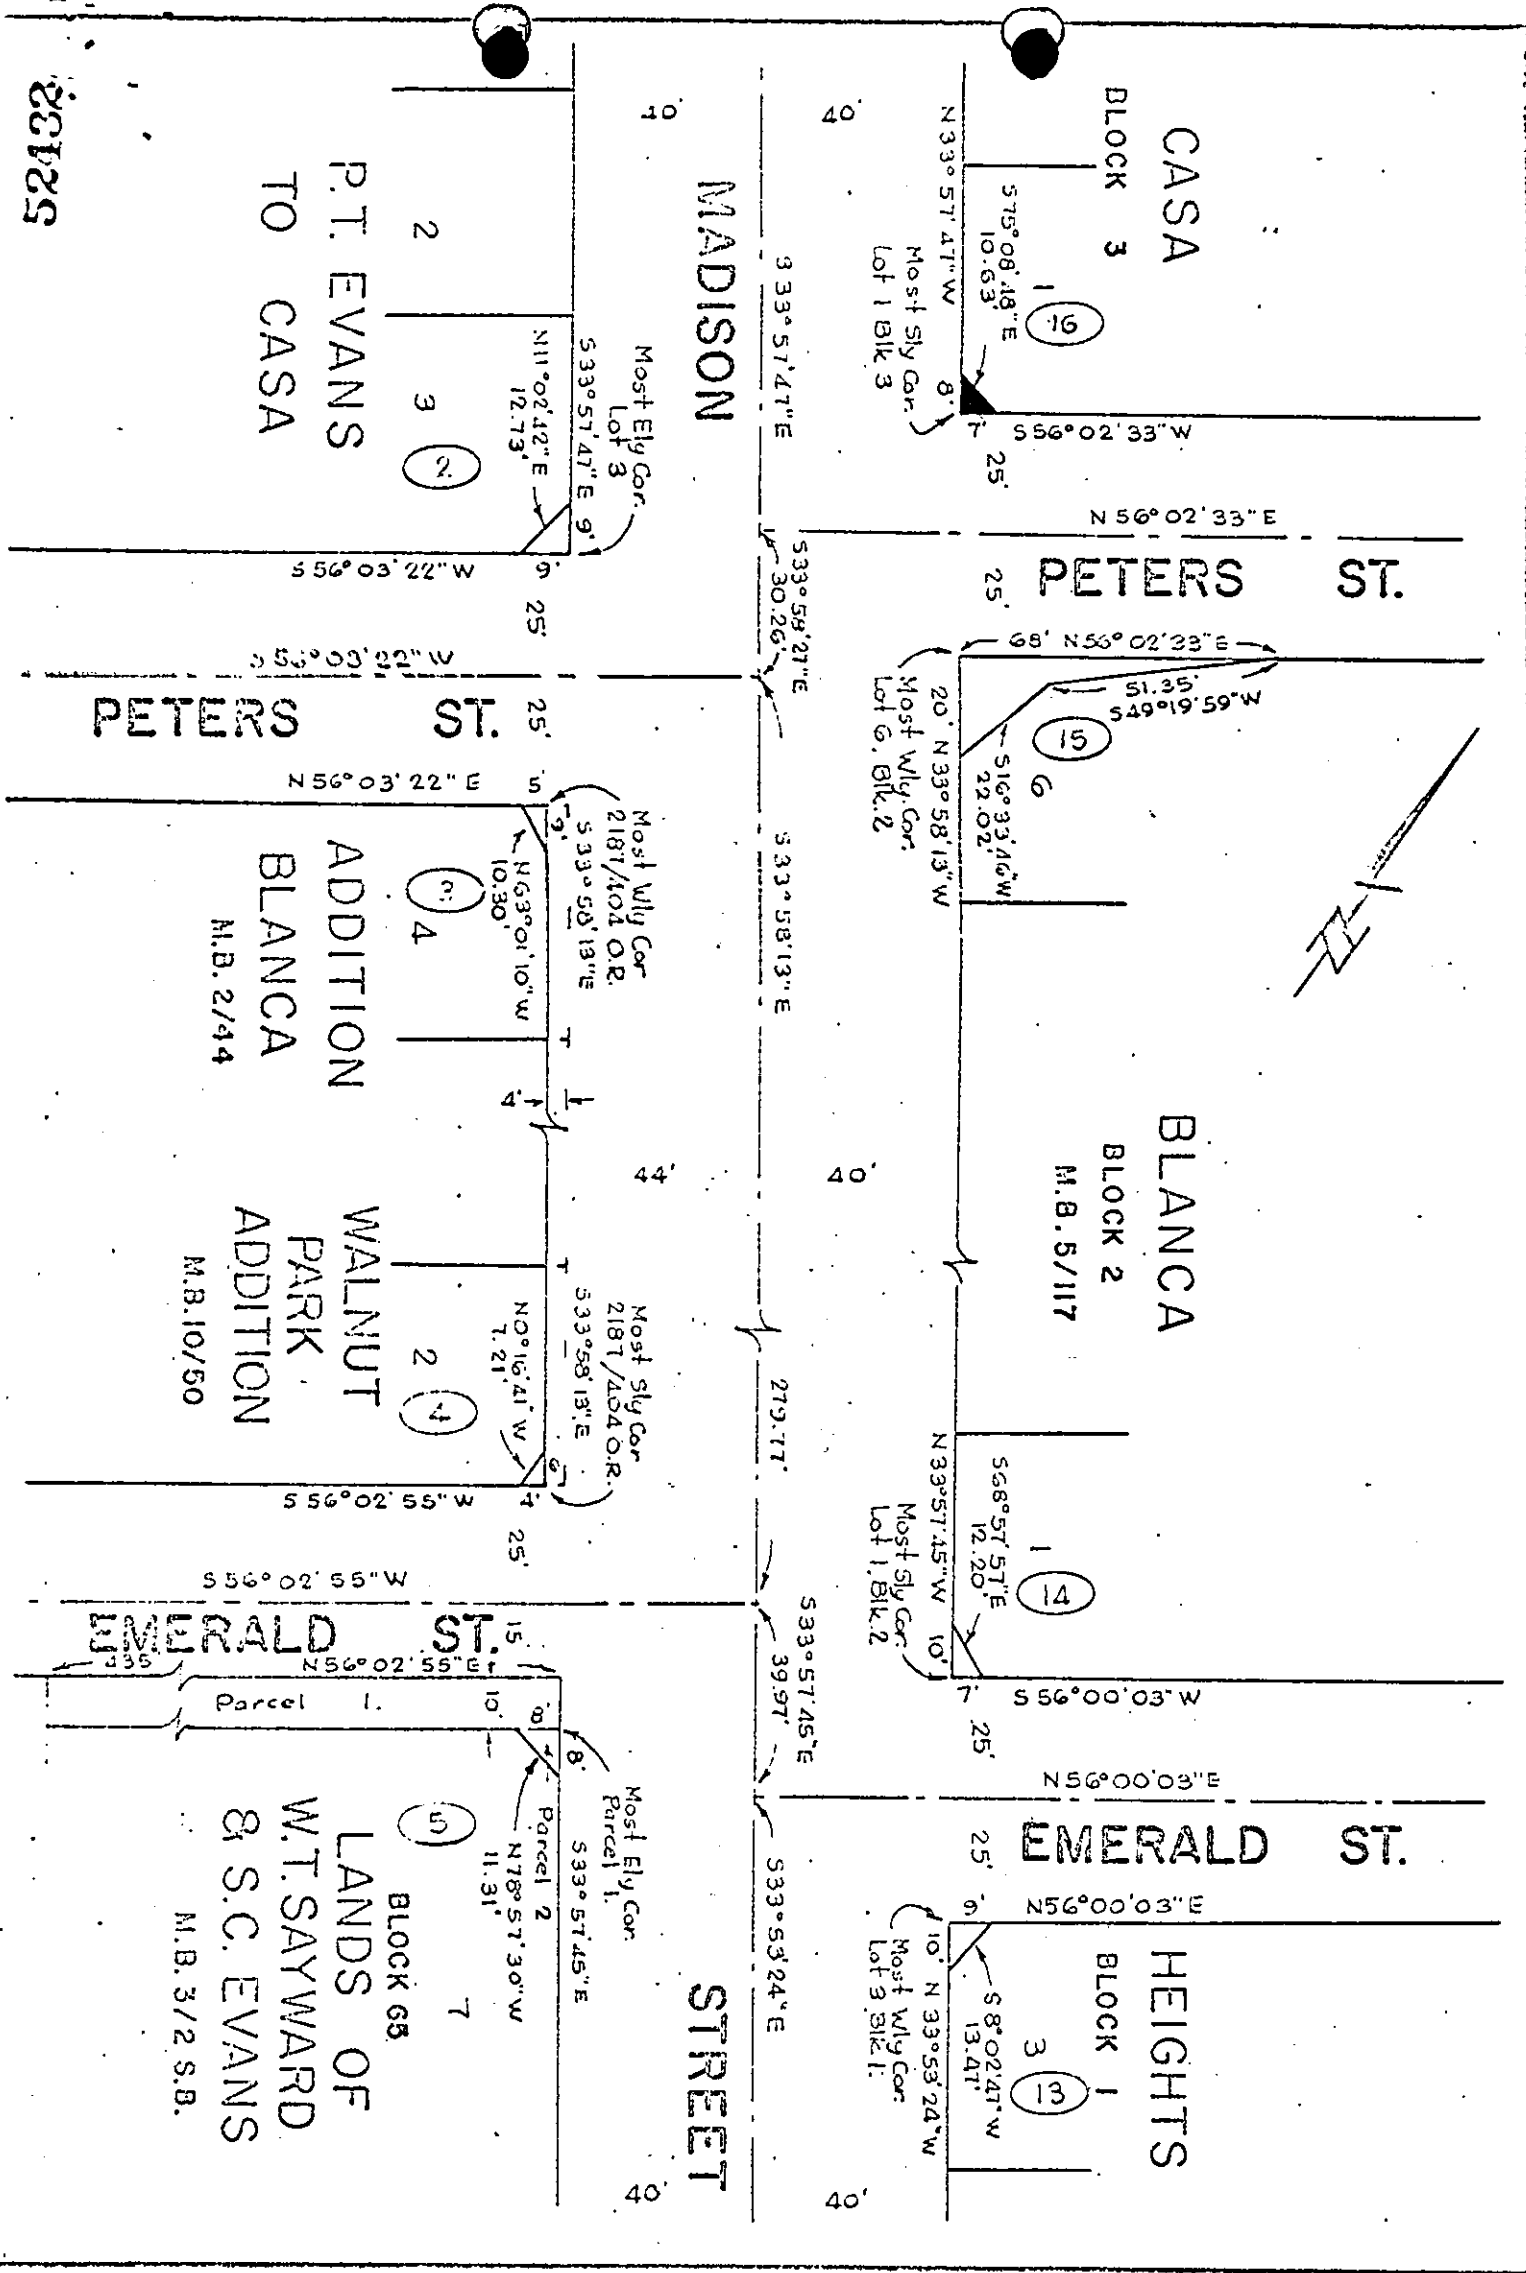 52132
CASA
BLOCK 3
1
16
S75°08'48"E
10.63'
N33°57'47"W
8'
7'
Most Sly Cor.
Lot 1 Blk 3
S56°02'33"W
25'
N56°02'33"E
PETERS ST.
25'
40'
S33°57'47"E
MADISON
S33°58'27"E
30.26'
Most Ely Cor.
Lot 3
S33°57'47"E
9'
N11°02'42"E
12.73'
2
3
2
P.T. EVANS
TO CASA
S56°03'22"W
9'
25'
S56°03'22"W
PETERS ST.
25'
N56°03'22"E
5'
9'
68' N56°02'33"E
51.35'
S49°19'59"W
15
6
S16°33'46"W
22.02'
20' N33°58'13"W
Most Wly. Cor.
Lot 6, Blk.2
S33°58'13"E
Most Wly Cor
2187/404 O.R.
S33°58'13"E
N63°01'10"W
10.30'
4
ADDITION
BLANCA
M.B. 2/44
4'
BLANCA
BLOCK 2
M.B. 5/117
40'
44'
279.77'
WALNUT
PARK
ADDITION
M.B. 10/50
2
4
Most Sly Cor
2187/404 O.R.
S33°58'13"E
N0°16'41"W
7.21'
6'
4'
S56°02'55"W
25'
S56°02'55"W
EMERALD ST.
15'
1
14
S68°57'57"E
12.20'
N33°57'45"W
10'
7'
Most Sly Cor.
Lot 1, Blk.2
S56°00'03"W
25'
N56°00'03"E
EMERALD ST.
25'
N56°00'03"E
9'
S33°57'45"E
39.97'
S33°53'24"E
N56°02'55"E
435
Parcel 1.
10'
8'
8'
Most Ely Cor.
Parcel 1.
S33°57'45"E
Parcel 2
N78°57'30"W
11.31'
5
7
BLOCK 65
LANDS OF
W.T. SAYWARD
& S.C. EVANS
M.B. 3/2 S.B.
STREET
40'
40'
HEIGHTS
BLOCK 1
3
13
S8°02'47"W
13.47'
10' N33°53'24"W
Most Wly Cor.
Lot 3 Blk 1.